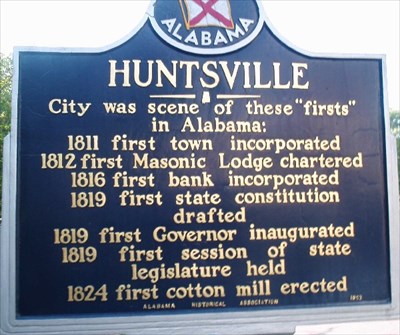 ALABAMA
HUNTSVILLE
City was scene of these "firsts"
in Alabama:
1811 first town incorporated
1812 first Masonic Lodge chartered
1816 first bank incorporated
1819 first state constitution
drafted
1819 first Governor inaugurated
1819 first session of state
legislature held
1824 first cotton mill erected
ALABAMA HISTORICAL ASSOCIATION